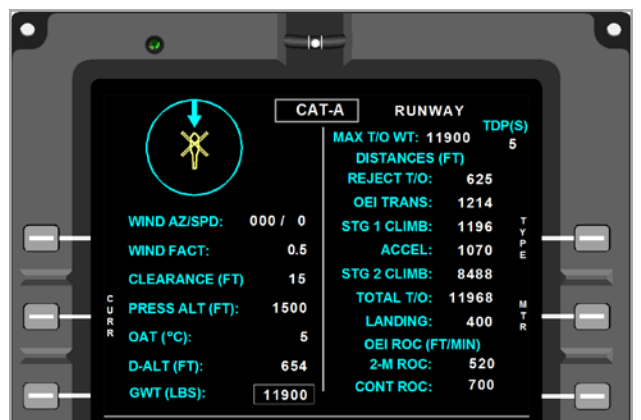 CAT-A RUNWAY
TDP(S)
5
MAX T/O WT: 11900
DISTANCES (FT)
REJECT T/O: 625
OEI TRANS: 1214
STG 1 CLIMB: 1196
ACCEL: 1070
STG 2 CLIMB: 8488
TOTAL T/O: 11968
LANDING: 400
OEI ROC (FT/MIN)
2-M ROC: 520
CONT ROC: 700
TYPE
MTR
WIND AZ/SPD: 000 / 0
WIND FACT: 0.5
CLEARANCE (FT) 15
PRESS ALT (FT): 1500
OAT (°C): 5
D-ALT (FT): 654
GWT (LBS): 11900
CURR